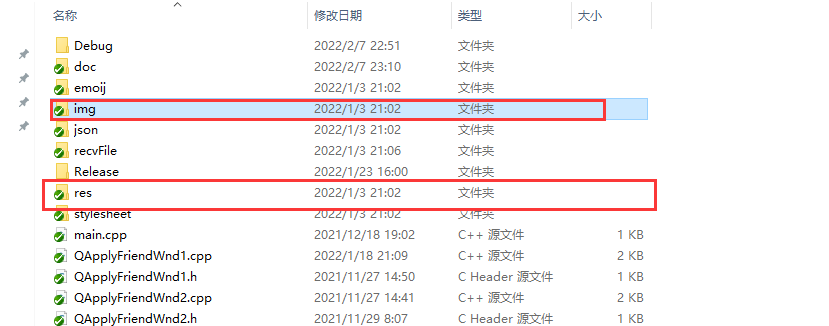 名称 修改日期 类型 大小
Debug 2022/2/7 22:51 文件夹
doc 2022/2/7 23:10 文件夹
emoij 2022/1/3 21:02 文件夹
img 2022/1/3 21:02 文件夹
json 2022/1/3 21:02 文件夹
recvFile 2022/1/3 21:06 文件夹
Release 2022/1/23 16:00 文件夹
res 2022/1/3 21:02 文件夹
stylesheet 2022/1/3 21:02 文件夹
main.cpp 2021/12/18 19:02 C++ 源文件 1 KB
QApplyFriendWnd1.cpp 2022/1/18 21:09 C++ 源文件 2 KB
QApplyFriendWnd1.h 2021/11/27 14:50 C Header 源文件 1 KB
QApplyFriendWnd2.cpp 2021/11/27 14:41 C++ 源文件 2 KB
QApplyFriendWnd2.h 2021/11/29 8:07 C Header 源文件 1 KB